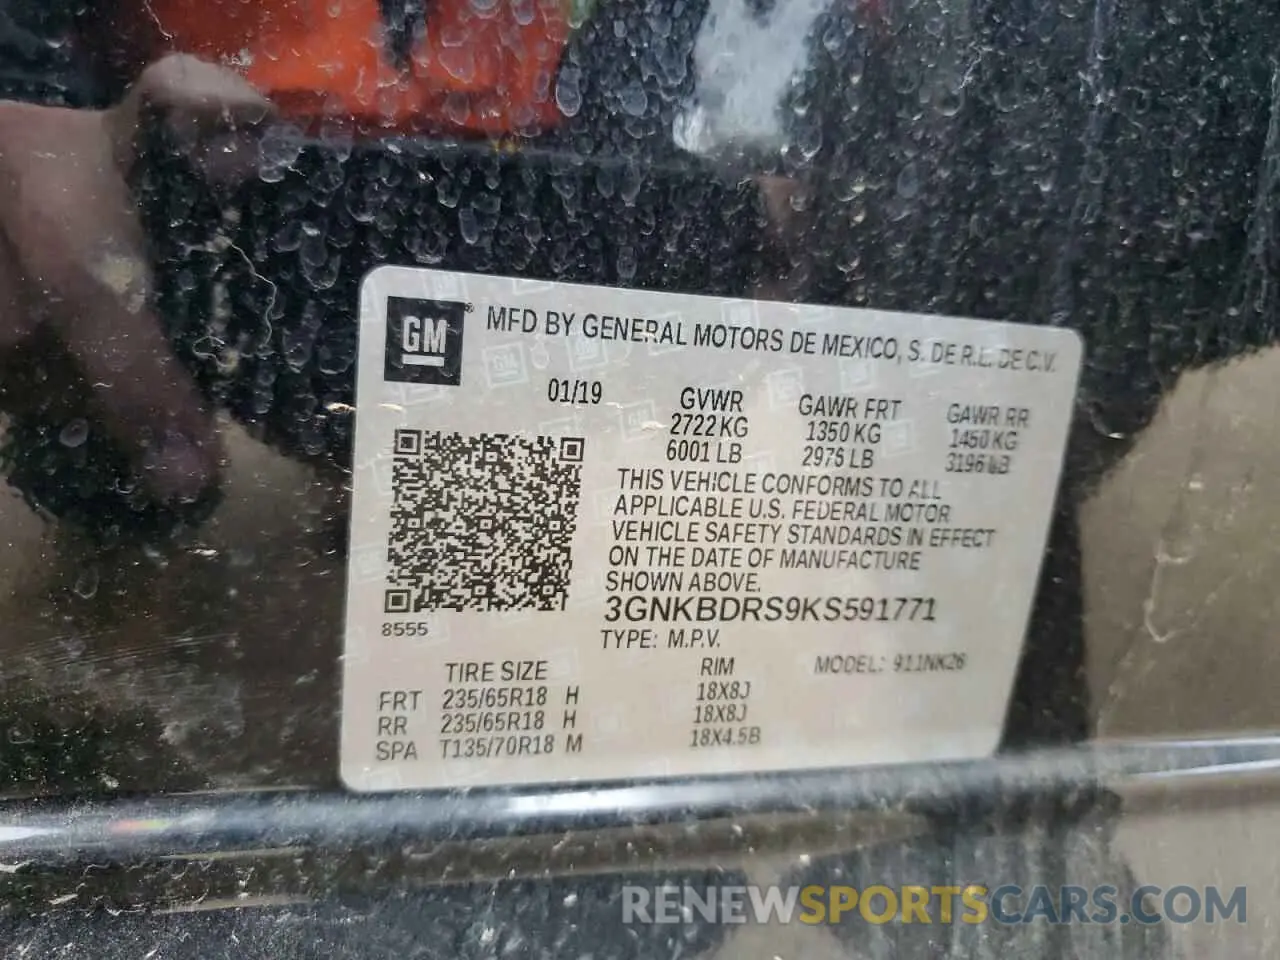 GM ® MFD BY GENERAL MOTORS DE MEXICO, S. DE R.L. DE C.V.
01/19 GVWR GAWR FRT GAWR RR
2722 KG 1350 KG 1450 KG
6001 LB 2976 LB 3196 LB
THIS VEHICLE CONFORMS TO ALL
APPLICABLE U.S. FEDERAL MOTOR
VEHICLE SAFETY STANDARDS IN EFFECT
ON THE DATE OF MANUFACTURE
SHOWN ABOVE.
8555 3GNKBDRS9KS591771
TYPE: M.P.V.
TIRE SIZE RIM MODEL: 911NK26
FRT 235/65R18 H 18X8J
RR 235/65R18 H 18X8J
SPA T135/70R18 M 18X4.5B
RENEWSPORTSCARS.COM